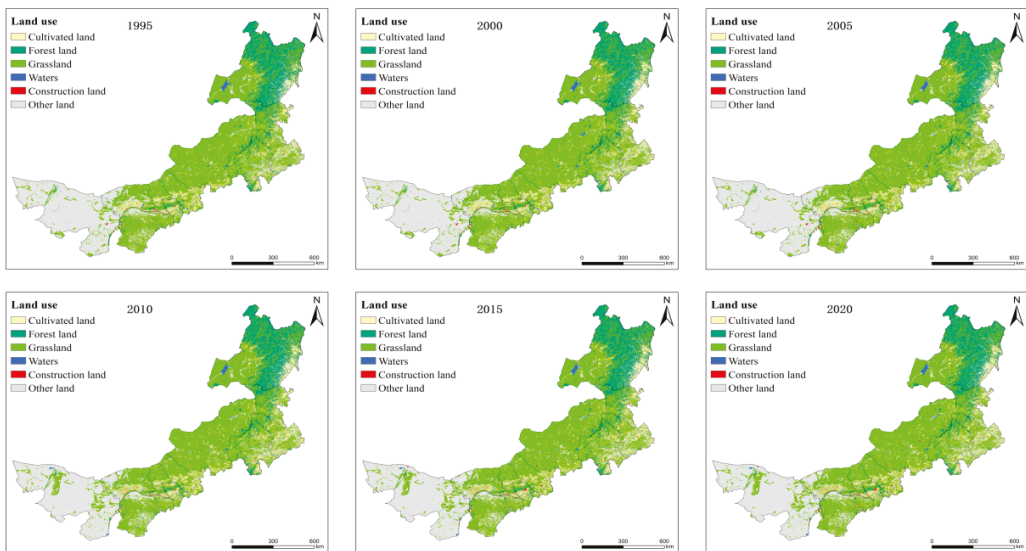 Land use
1995
N
Cultivated land
Forest land
Grassland
Waters
Construction land
Other land
0 300 600
km
Land use
2000
N
Cultivated land
Forest land
Grassland
Waters
Construction land
Other land
0 300 600
km
Land use
2005
N
Cultivated land
Forest land
Grassland
Waters
Construction land
Other land
0 300 600
km
Land use
2010
N
Cultivated land
Forest land
Grassland
Waters
Construction land
Other land
0 300 600
km
Land use
2015
N
Cultivated land
Forest land
Grassland
Waters
Construction land
Other land
0 300 600
km
Land use
2020
N
Cultivated land
Forest land
Grassland
Waters
Construction land
Other land
0 300 600
km